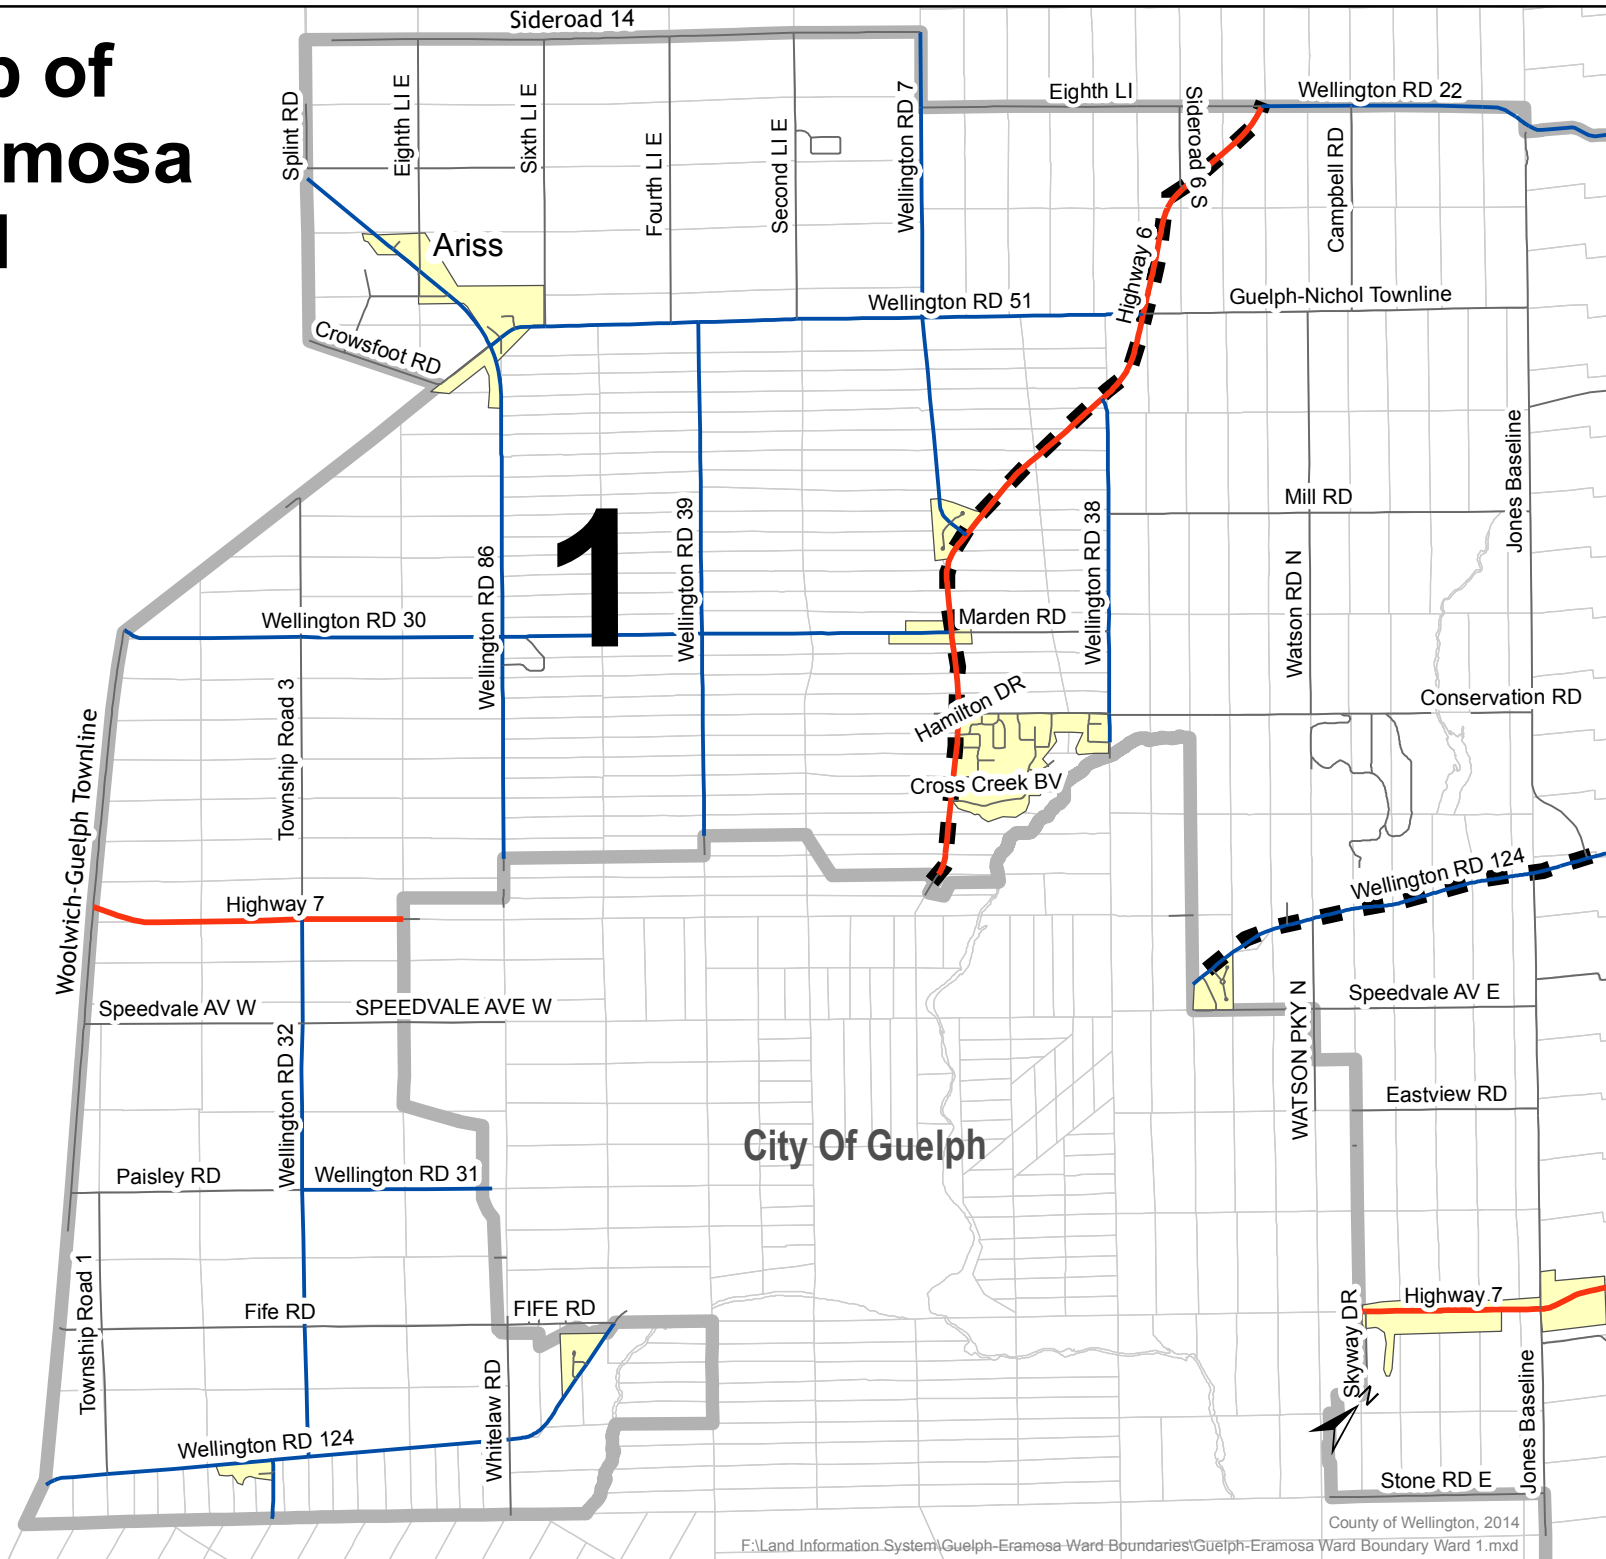 p of
mosa
Sideroad 14
Splint RD
Eighth LI E
Sixth LI E
Fourth LI E
Second LI E
Wellington RD 7
Eighth LI
Sideroad 6 S
Wellington RD 22
Campbell RD
Ariss
Crowsfoot RD
Wellington RD 51
Highway 6
Guelph-Nichol Townline
Jones Baseline
Mill RD
1
Wellington RD 86
Wellington RD 39
Wellington RD 38
Watson RD N
Wellington RD 30
Marden RD
Township Road 3
Hamilton DR
Conservation RD
Woolwich-Guelph Townline
Cross Creek BV
Wellington RD 124
Highway 7
Speedvale AV W
SPEEDVALE AVE W
Speedvale AV E
WATSON PKY N
Wellington RD 32
Eastview RD
City Of Guelph
Paisley RD
Wellington RD 31
Township Road 1
Fife RD
FIFE RD
Highway 7
Skyway DR
N
Whitelaw RD
Jones Baseline
Wellington RD 124
Stone RD E
County of Wellington, 2014
F:\Land Information System\Guelph-Eramosa Ward Boundaries\Guelph-Eramosa Ward Boundary Ward 1.mxd